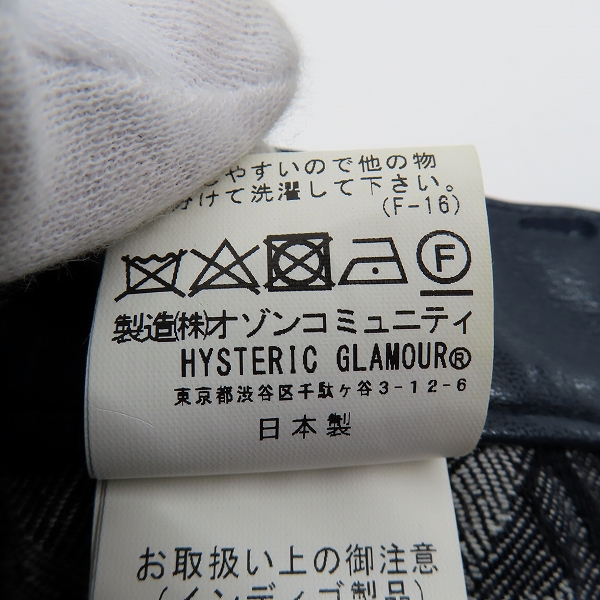 やすいので他の物
分けて洗濯して下さい。
(F-16)
F
製造(株)オゾンコミュニティ
HYSTERIC GLAMOUR®
東京都渋谷区千駄ヶ谷3-12-6
日本製
お取扱い上の御注意
(インディゴ製品)